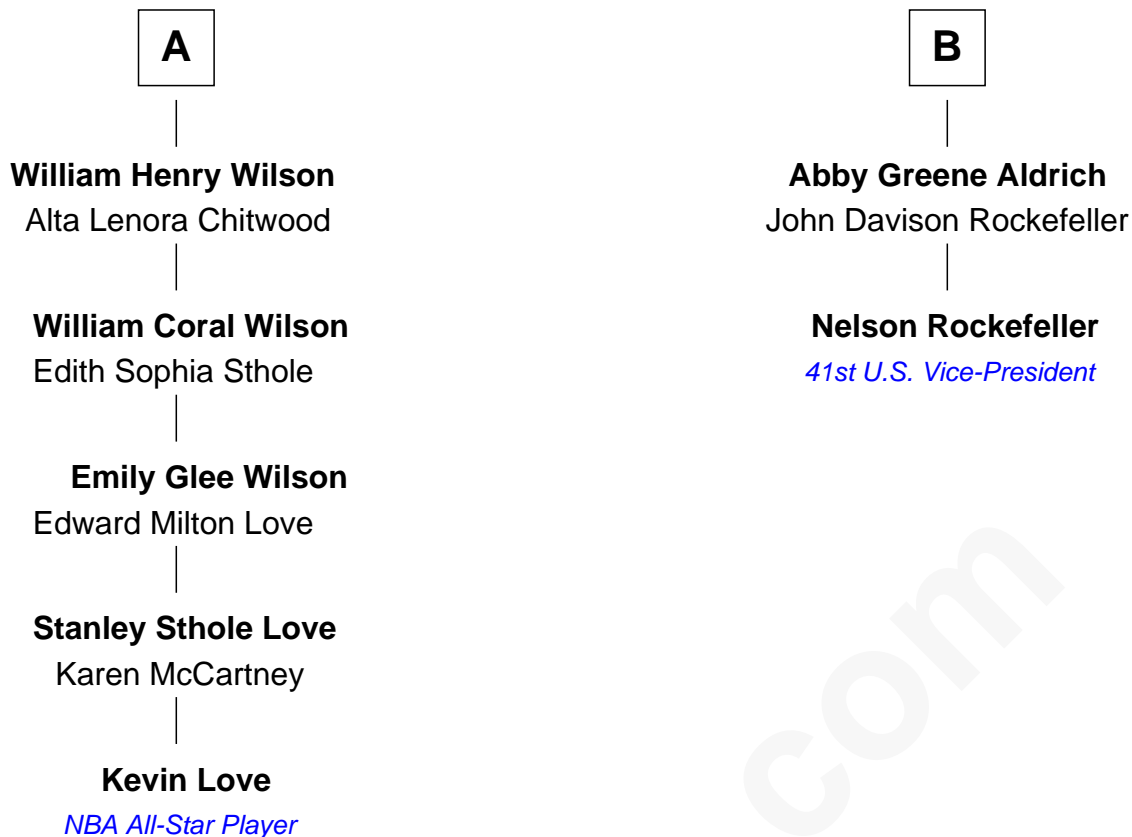 A
William Henry Wilson
Alta Lenora Chitwood
William Coral Wilson
Edith Sophia Sthole
Emily Glee Wilson
Edward Milton Love
Stanley Sthole Love
Karen McCartney
Kevin Love
NBA All-Star Player
B
Abby Greene Aldrich
John Davison Rockefeller
Nelson Rockefeller
41st U.S. Vice-President
com